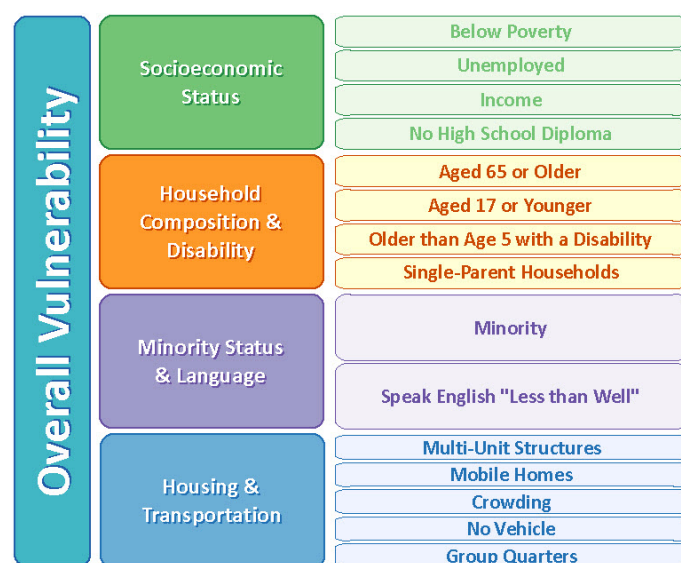 Overall Vulnerability
Socioeconomic
Status
Below Poverty
Unemployed
Income
No High School Diploma
Household
Composition &
Disability
Aged 65 or Older
Aged 17 or Younger
Older than Age 5 with a Disability
Single-Parent Households
Minority Status
& Language
Minority
Speak English "Less than Well"
Housing &
Transportation
Multi-Unit Structures
Mobile Homes
Crowding
No Vehicle
Group Quarters